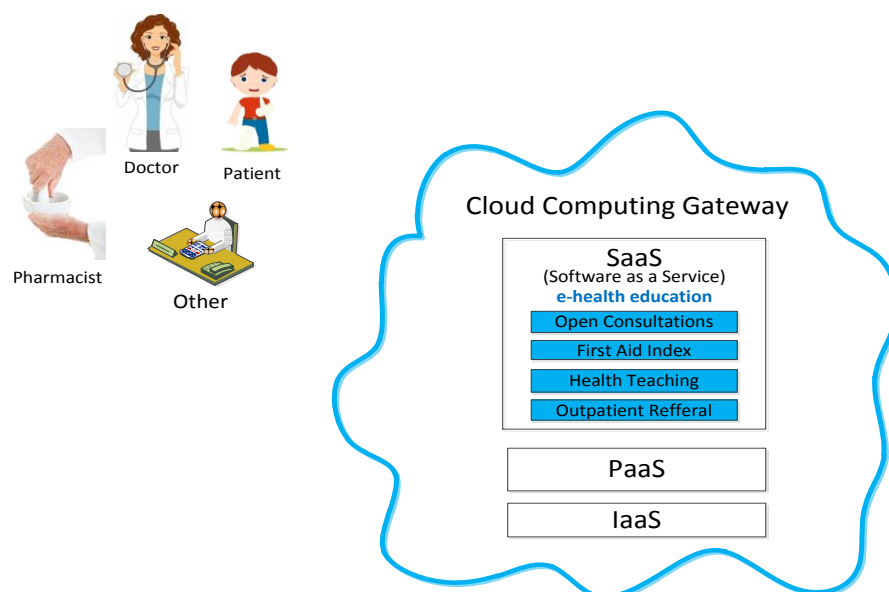 Doctor
Patient
Pharmacist
Other
Cloud Computing Gateway
SaaS
(Software as a Service)
e-health education
Open Consultations
First Aid Index
Health Teaching
Outpatient Refferal
PaaS
IaaS